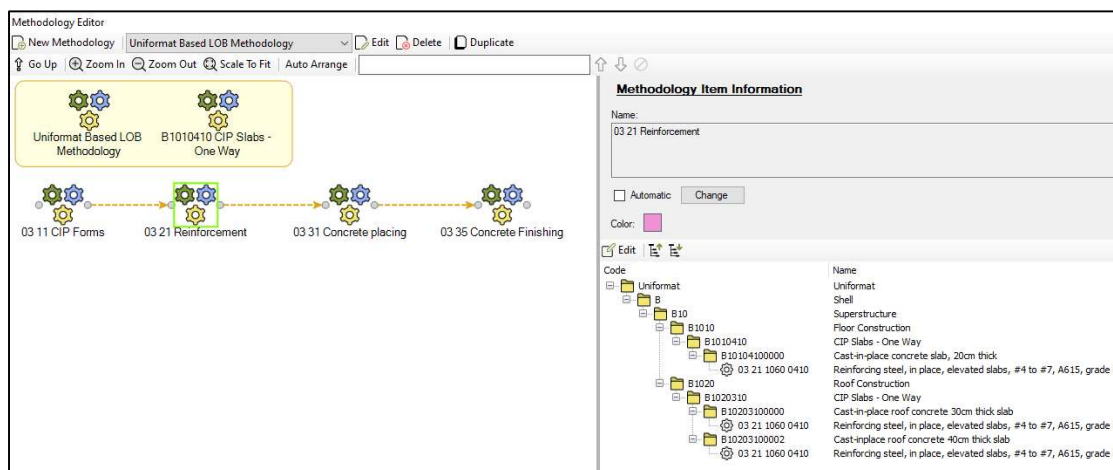 Methodology Editor
New Methodology Uniformat Based LOB Methodology Edit Delete Duplicate
Go Up Zoom In Zoom Out Scale To Fit Auto Arrange
Uniformat Based LOB
Methodology
B1010410 CIP Slabs -
One Way
03 11 CIP Forms
03 21 Reinforcement
03 31 Concrete placing
03 35 Concrete Finishing
Methodology Item Information
Name:
03 21 Reinforcement
Automatic Change
Color:
Edit
Code Name
Uniformat Uniformat
B Shell
B10 Superstructure
B1010 Floor Construction
B1010410 CIP Slabs - One Way
B10104100000 Cast-in-place concrete slab, 20cm thick
03 21 1060 0410 Reinforcing steel, in place, elevated slabs, #4 to #7, A615, grade
B1020 Roof Construction
B1020310 CIP Slabs - One Way
B10203100000 Cast-in-place roof concrete 30cm thick slab
03 21 1060 0410 Reinforcing steel, in place, elevated slabs, #4 to #7, A615, grade
B10203100002 Cast-inplace roof concrete 40cm thick slab
03 21 1060 0410 Reinforcing steel, in place, elevated slabs, #4 to #7, A615, grade